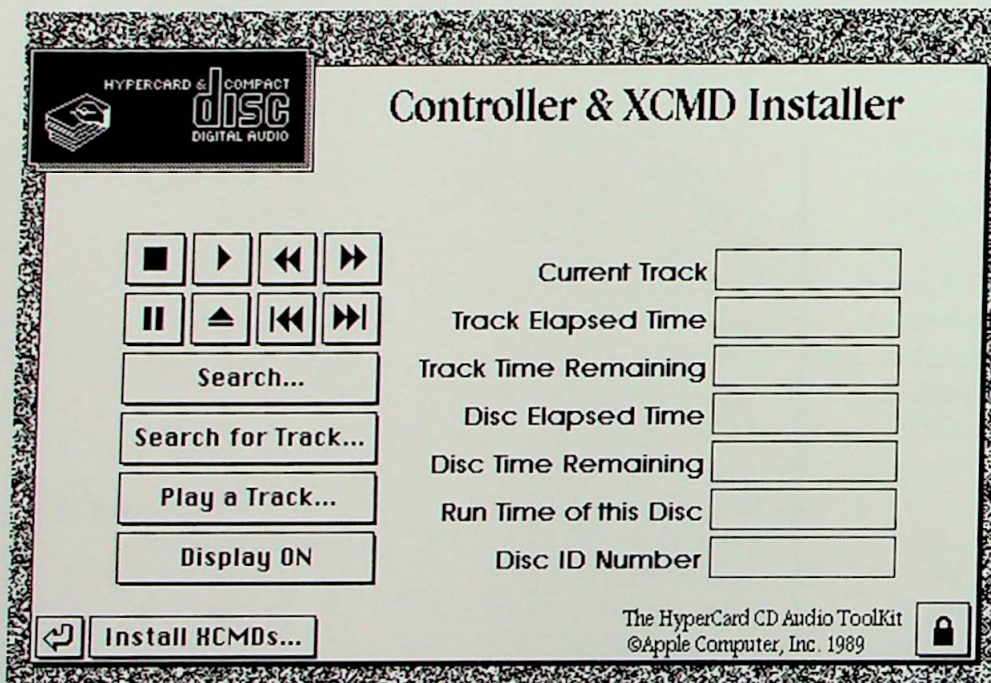 HYPERCARD & COMPACT
disc
DIGITAL AUDIO
Controller & XCMD Installer
Search...
Search for Track...
Play a Track...
Display ON
Install XCMDs...
Current Track
Track Elapsed Time
Track Time Remaining
Disc Elapsed Time
Disc Time Remaining
Run Time of this Disc
Disc ID Number
The HyperCard CD Audio ToolKit
©Apple Computer, Inc. 1989